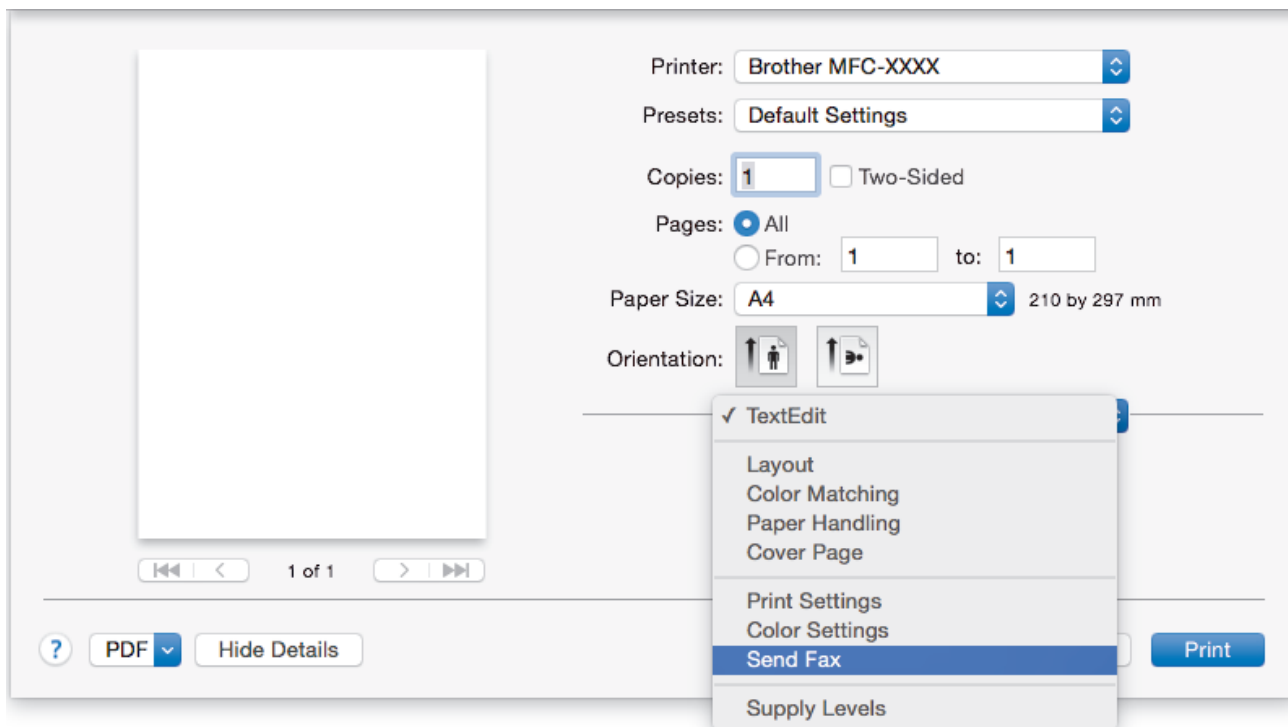 Printer: Brother MFC-XXXX
Presets: Default Settings
Copies: 1 Two-Sided
Pages: All
From: 1 to: 1
Paper Size: A4 210 by 297 mm
Orientation:
✓ TextEdit
Layout
Color Matching
Paper Handling
Cover Page
1 of 1
Print Settings
Color Settings
Send Fax
Supply Levels
? PDF Hide Details Print